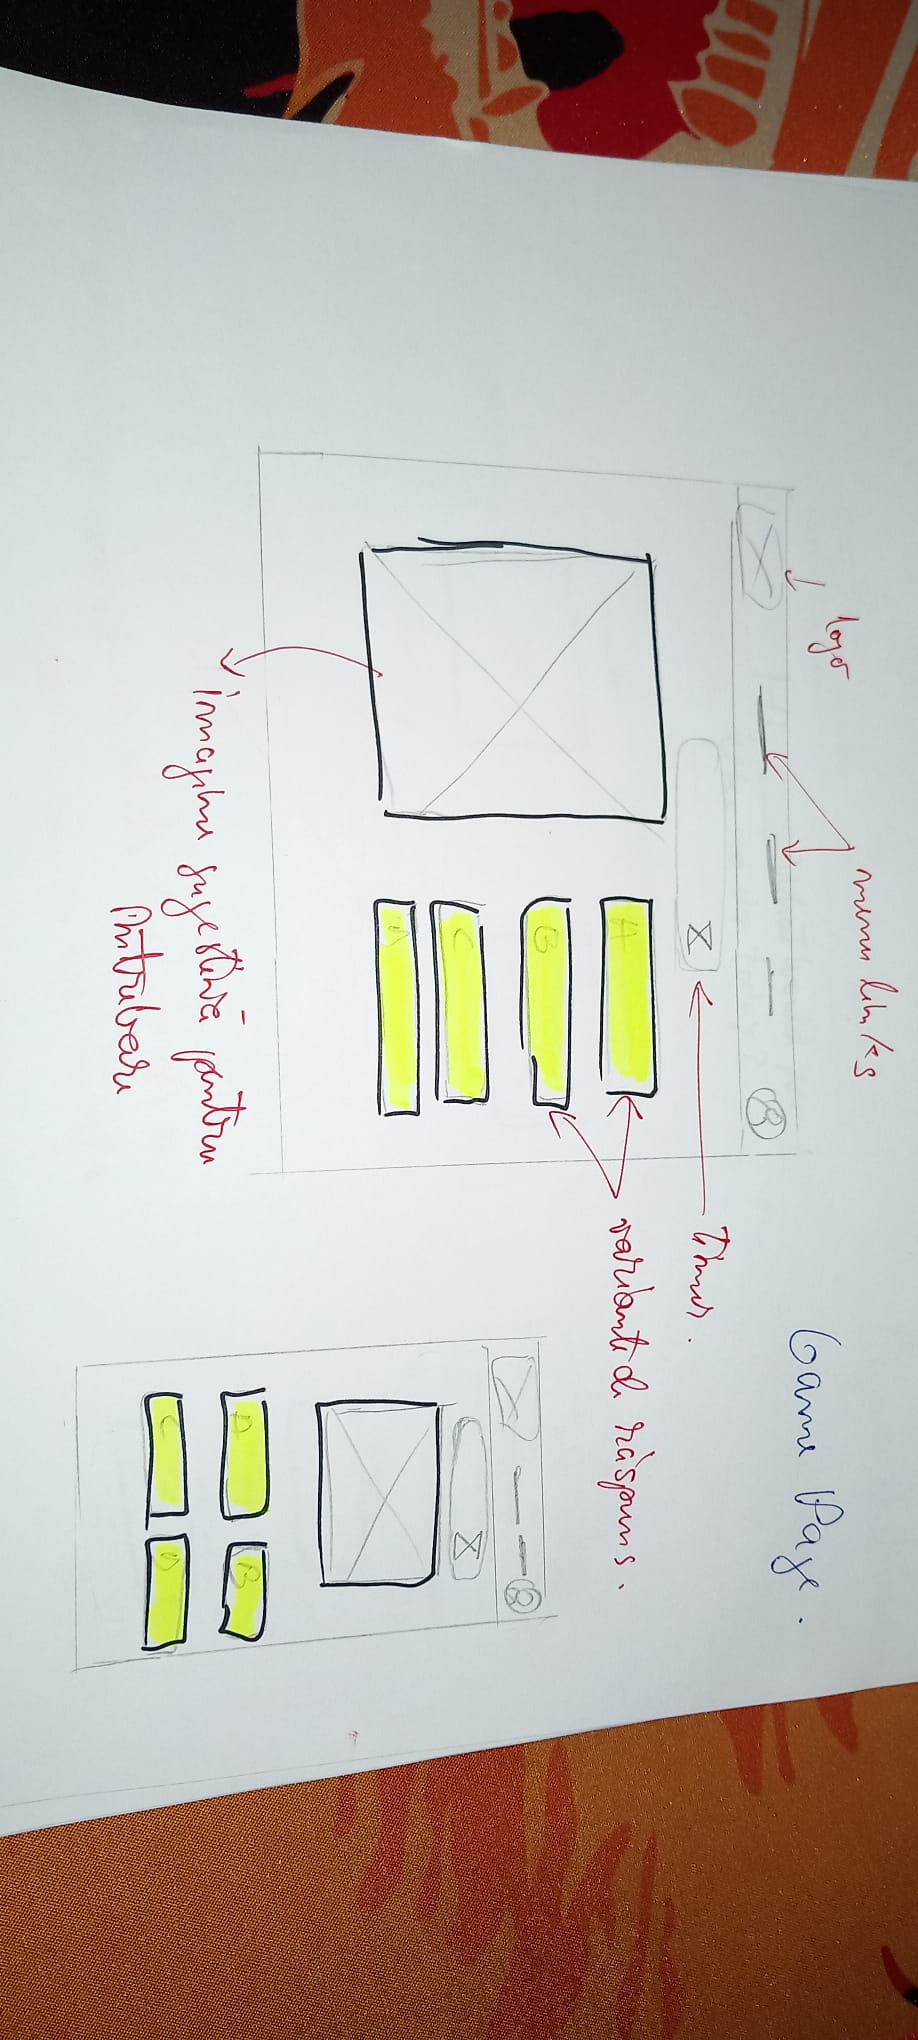 Game Page.
logo
menu links
timer.
A
B
C
D
variante de răspuns.
imagine sugestivă pentru
întrebare
A
B
C
D